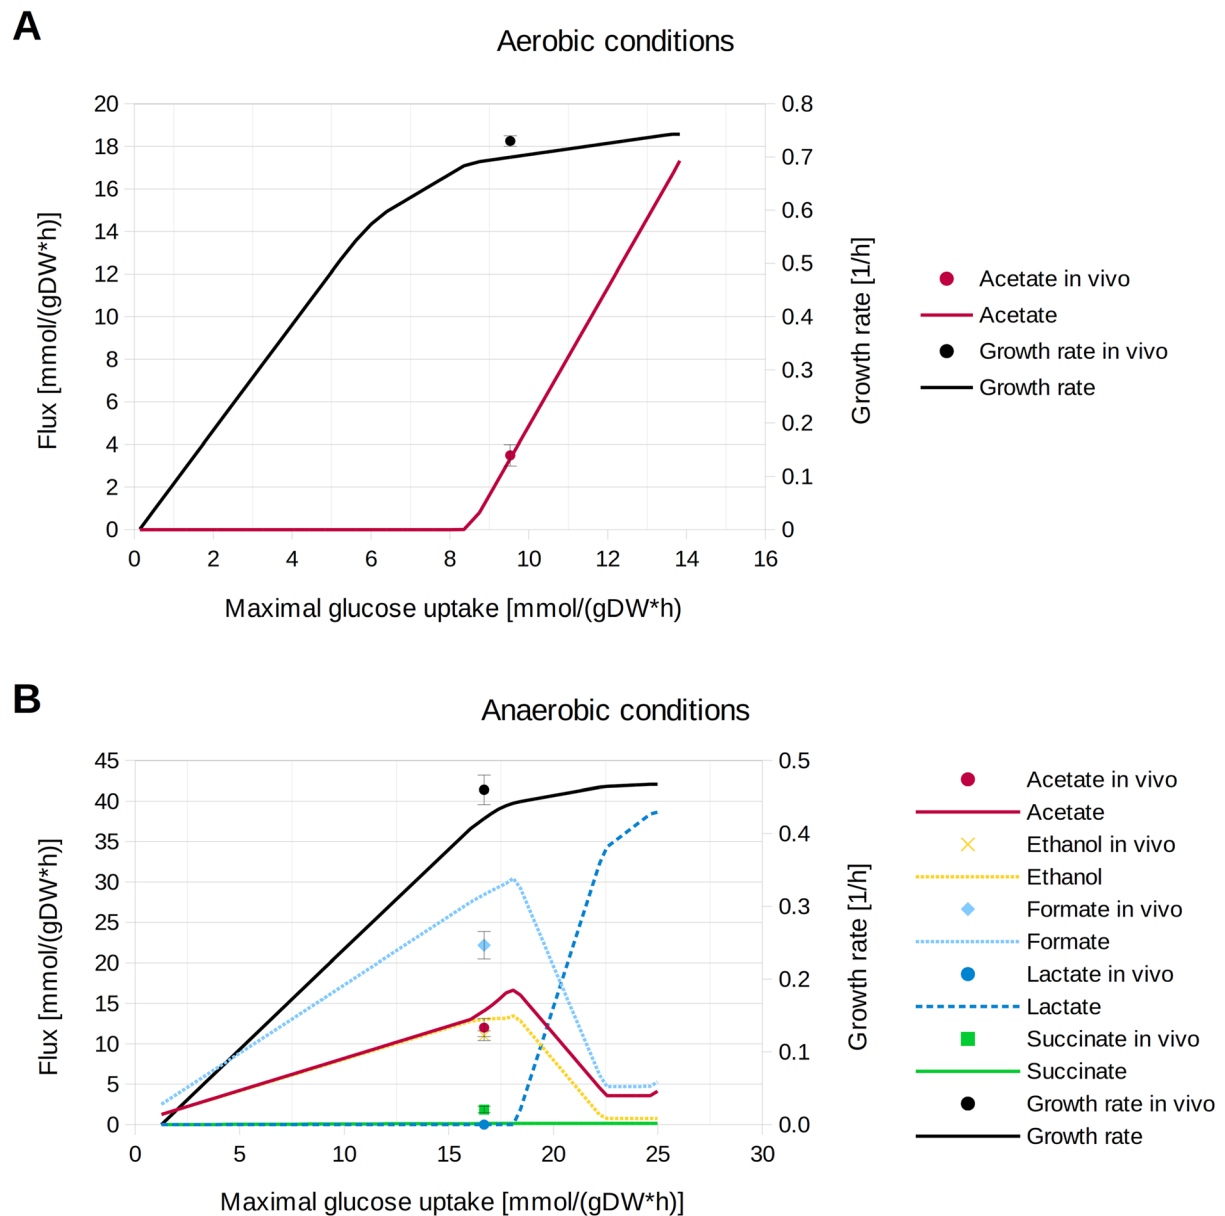 A
Aerobic conditions
20
18
16
14
12
10
8
6
4
2
0
0.8
0.7
0.6
0.5
0.4
0.3
0.2
0.1
0
Flux [mmol/(gDW*h)]
Growth rate [1/h]
0 2 4 6 8 10 12 14 16
Maximal glucose uptake [mmol/(gDW*h)
Acetate in vivo
Acetate
Growth rate in vivo
Growth rate
B
Anaerobic conditions
45
40
35
30
25
20
15
10
5
0
0.5
0.4
0.3
0.2
0.1
0.0
Flux [mmol/(gDW*h)]
Growth rate [1/h]
0 5 10 15 20 25 30
Maximal glucose uptake [mmol/(gDW*h)]
Acetate in vivo
Acetate
Ethanol in vivo
Ethanol
Formate in vivo
Formate
Lactate in vivo
Lactate
Succinate in vivo
Succinate
Growth rate in vivo
Growth rate